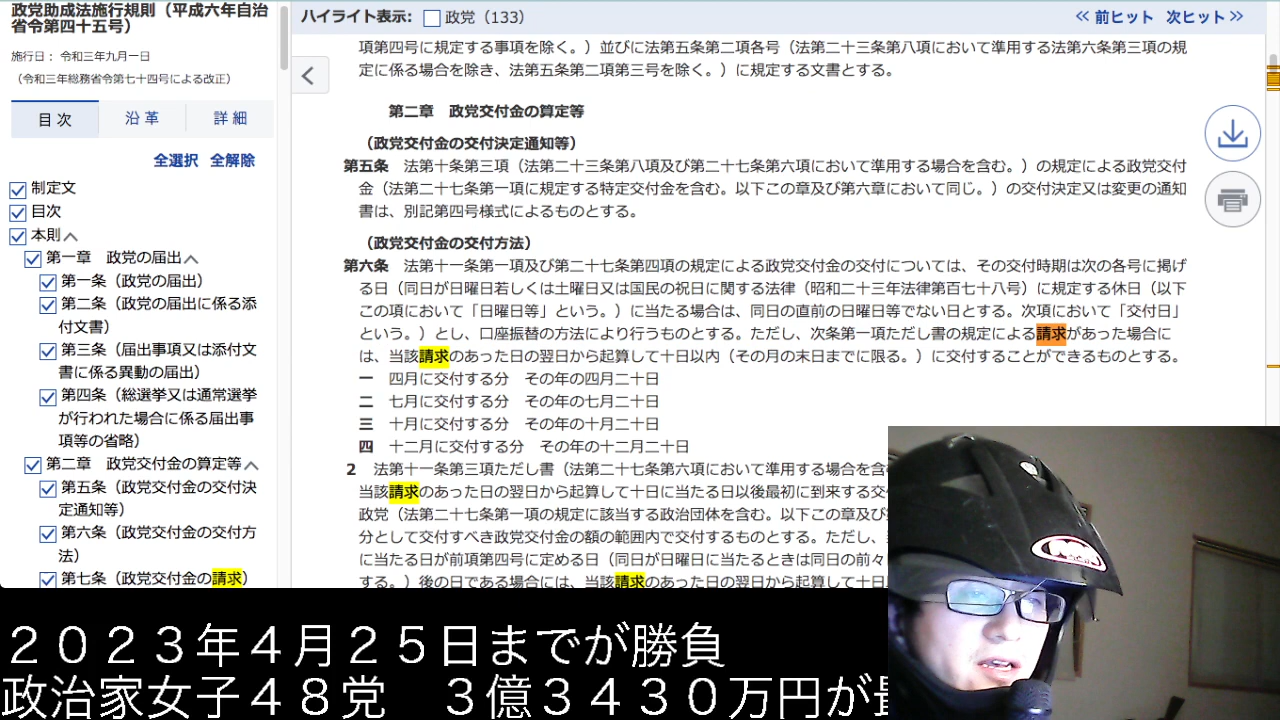 政党助成法施行規則（平成六年自治
省令第四十五号）
施行日： 令和三年九月一日
（令和三年総務省令第七十四号による改正）
目次 沿革 詳細
全選択 全解除
制定文
目次
本則
第一章 政党の届出
第一条（政党の届出）
第二条（政党の届出に係る添
付文書）
第三条（届出事項又は添付文
書に係る異動の届出）
第四条（総選挙又は通常選挙
が行われた場合に係る届出事
項等の省略）
第二章 政党交付金の算定等
第五条（政党交付金の交付決
定通知等）
第六条（政党交付金の交付方
法）
第七条（政党交付金の請求）
ハイライト表示: 政党（133） 前ヒット 次ヒット
項第四号に規定する事項を除く。）並びに法第五条第二項各号（法第二十三条第八項において準用する法第六条第三項の規
定に係る場合を除き、法第五条第二項第三号を除く。）に規定する文書とする。
第二章 政党交付金の算定等
（政党交付金の交付決定通知等）
第五条 法第十条第三項（法第二十三条第八項及び第二十七条第六項において準用する場合を含む。）の規定による政党交付
金（法第二十七条第一項に規定する特定交付金を含む。以下この章及び第六章において同じ。）の交付決定又は変更の通知
書は、別記第四号様式によるものとする。
（政党交付金の交付方法）
第六条 法第十一条第一項及び第二十七条第四項の規定による政党交付金の交付については、その交付時期は次の各号に掲げ
る日（同日が日曜日若しくは土曜日又は国民の祝日に関する法律（昭和二十三年法律第百七十八号）に規定する休日（以下
この項において「日曜日等」という。）に当たる場合は、同日の直前の日曜日等でない日とする。次項において「交付日」
という。）とし、口座振替の方法により行うものとする。ただし、次条第一項ただし書の規定による請求があった場合に
は、当該請求のあった日の翌日から起算して十日以内（その月の末日までに限る。）に交付することができるものとする。
一 四月に交付する分 その年の四月二十日
二 七月に交付する分 その年の七月二十日
三 十月に交付する分 その年の十月二十日
四 十二月に交付する分 その年の十二月二十日
2 法第十一条第三項ただし書（法第二十七条第六項において準用する場合を含
当該請求のあった日の翌日から起算して十日に当たる日以後最初に到来する交
政党（法第二十七条第一項の規定に該当する政治団体を含む。以下この章及び
分として交付すべき政党交付金の額の範囲内で交付するものとする。ただし、
に当たる日が前項第四号に定める日（同日が日曜日に当たるときは同日の前々
する。）後の日である場合には、当該請求のあった日の翌日から起算して十日
２０２３年４月２５日までが勝負
政治家女子４８党 ３億３４３０万円が